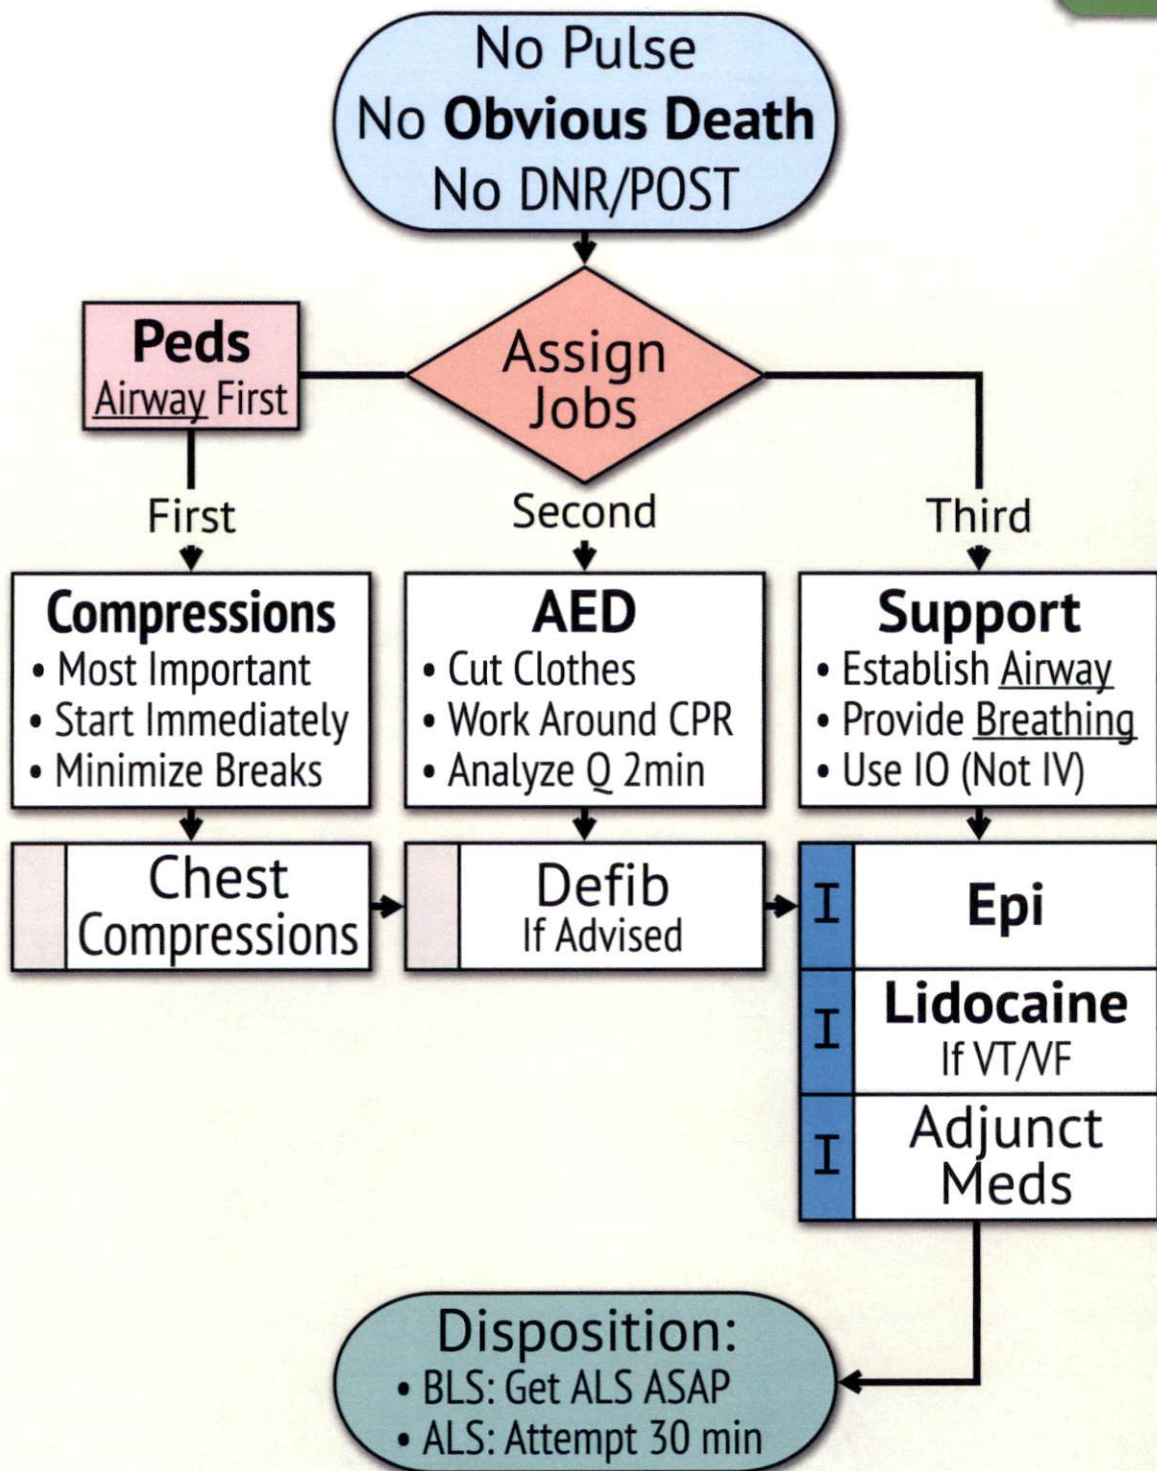 No Pulse
No Obvious Death
No DNR/POST
Assign
Jobs
Peds
Airway First
First
Second
Third
Compressions
• Most Important
• Start Immediately
• Minimize Breaks
AED
• Cut Clothes
• Work Around CPR
• Analyze Q 2min
Support
• Establish Airway
• Provide Breathing
• Use IO (Not IV)
Chest
Compressions
Defib
If Advised
I
Epi
I
Lidocaine
If VT/VF
I
Adjunct
Meds
Disposition:
• BLS: Get ALS ASAP
• ALS: Attempt 30 min